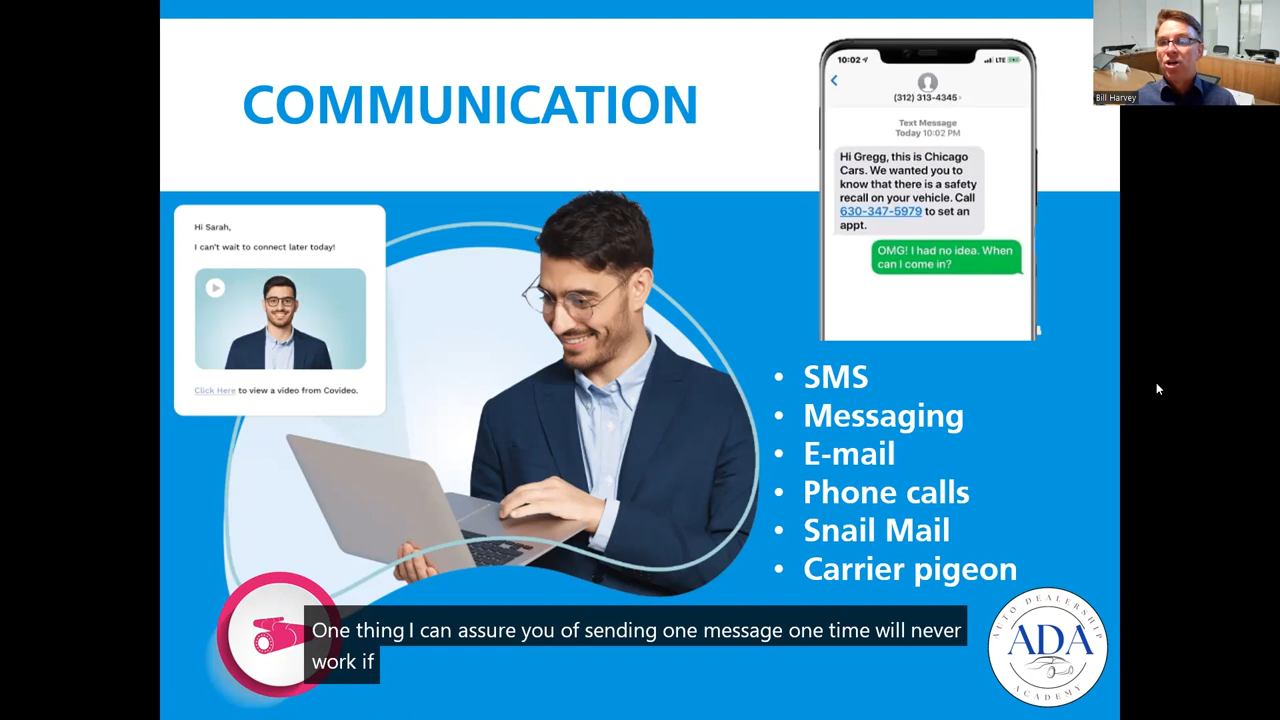 COMMUNICATION
10:02
LTE
(312) 313-4345 ›
Text Message
Today 10:02 PM
Hi Gregg, this is Chicago
Cars. We wanted you to
know that there is a safety
recall on your vehicle. Call
630-347-5979 to set an
appt.
OMG! I had no idea. When
can I come in?
Bill Harvey
Hi Sarah,
I can't wait to connect later today!
Click Here to view a video from Covideo.
• SMS
• Messaging
• E-mail
• Phone calls
• Snail Mail
• Carrier pigeon
One thing I can assure you of sending one message one time will never
work if
AUTO DEALERSHIP
ADA
ACADEMY